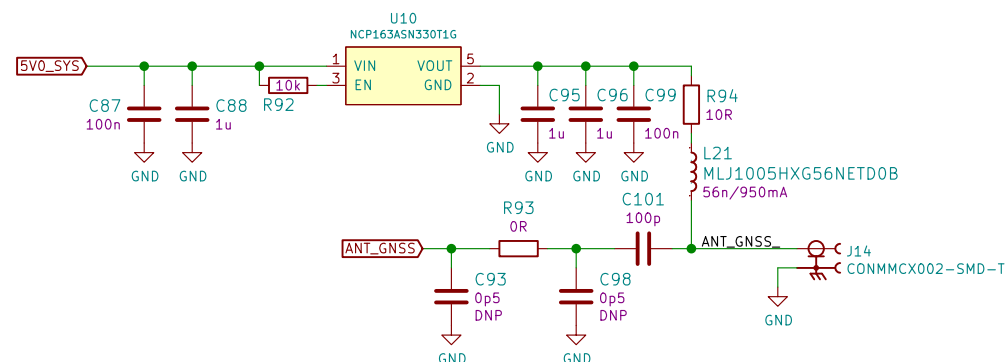 U10
NCP163ASN330T1G
5V0_SYS
1
VIN
VOUT
5
3
EN
GND
2
10k
R92
C87
100n
C88
1u
GND
GND
GND
C95
1u
C96
1u
C99
100n
GND
GND
GND
R94
10R
L21
MLJ1005HXG56NETD0B
56n/950mA
R93
0R
C101
100p
ANT_GNSS
ANT_GNSS_
J14
CONMMCX002-SMD-T
C93
0p5
DNP
C98
0p5
DNP
GND
GND
GND